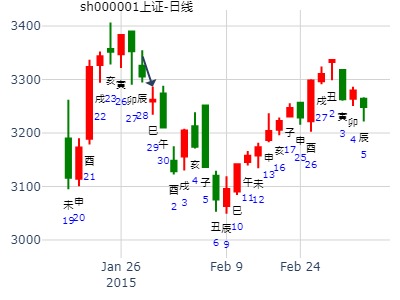 sh000001上证-日线
3400
3300
3200
3100
3000
未
19
申
20
酉
21
戌
22
亥
23
寅
26
卯
27
辰
28
巳
29
午
30
酉
2
戌
3
亥
4
子
5
丑
6
辰
9
巳
10
午
11
未
12
申
13
亥
16
子
17
申
25
酉
26
戌
27
丑
2
寅
3
卯
4
辰
5
Jan 26
2015
Feb 9
Feb 24